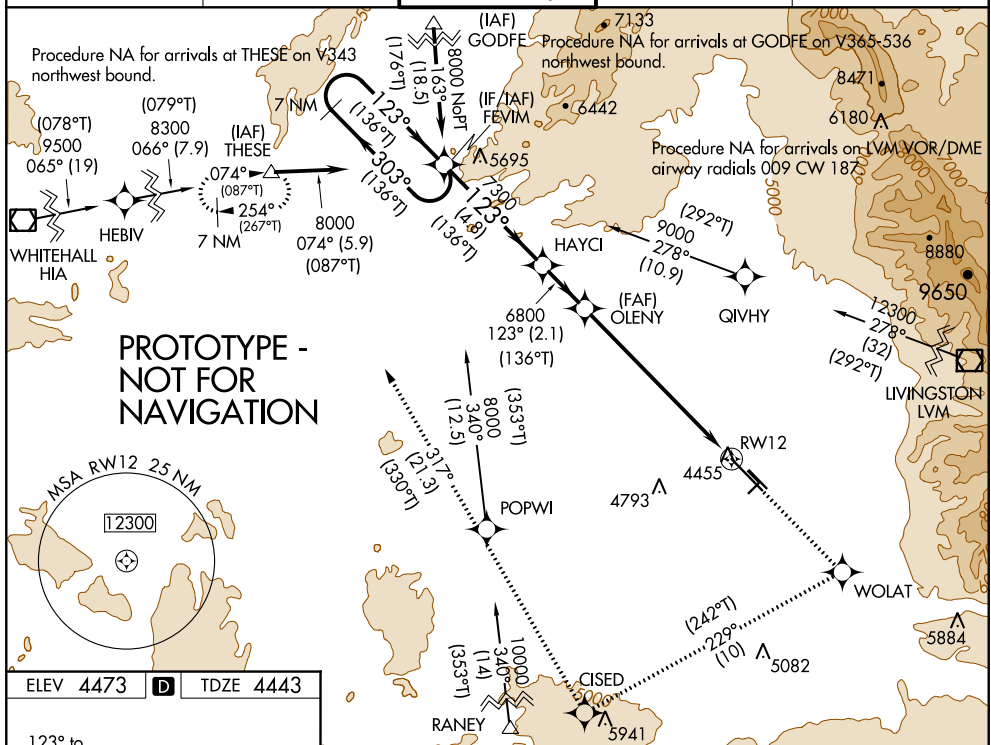 7133
(IAF)
GODFE
Procedure NA for arrivals at THESE on V343
northwest bound.
Procedure NA for arrivals at GODFE on V365-536
northwest bound.
8000 NoPT
163°
(18.5)
(176°T)
8471
6180
6442
7 NM
123°
(136°T)
(IF/IAF)
FEVIM
5695
Procedure NA for arrivals on LVM VOR/DME
airway radials 009 CW 187
(078°T)
9500
065° (19)
(079°T)
8300
066° (7.9)
(IAF)
THESE
074°
(087°T)
254°
(267°T)
7 NM
303°
(136°T)
8000
074° (5.9)
(087°T)
WHITEHALL
HIA
HEBIV
7300
123°
(4.8)
(136°T)
HAYCI
(292°T)
9000
278°
(10.9)
QIVHY
8880
9650
6800
123° (2.1)
(136°T)
(FAF)
OLENY
12300
278°
(32)
(292°T)
LIVINGSTON
LVM
PROTOTYPE -
NOT FOR
NAVIGATION
(353°T)
8000
340°
(12.5)
317°
(21.3)
(330°T)
RW12
4455
4793
MSA RW12 25 NM
12300
POPWI
WOLAT
(242°T)
229°
(10)
5884
5082
10000
340°
(14)
(353°T)
CISED
5000
5941
RANEY
ELEV 4473 D TDZE 4443
123° to